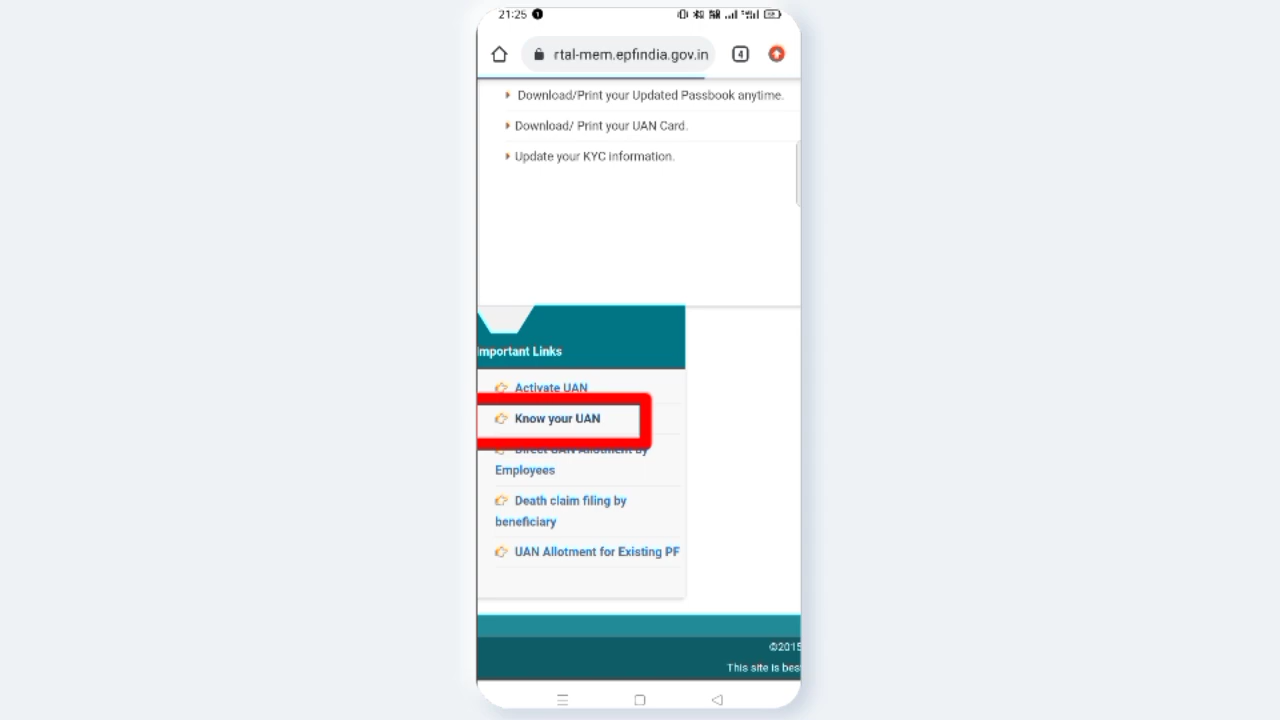 21:25
rtal-mem.epfindia.gov.in
4
Download/Print your Updated Passbook anytime.
Download/ Print your UAN Card.
Update your KYC information.
Important Links
Activate UAN
Know your UAN
Direct UAN Allotment by
Employees
Death claim filing by
beneficiary
UAN Allotment for Existing PF
©2015
This site is bes